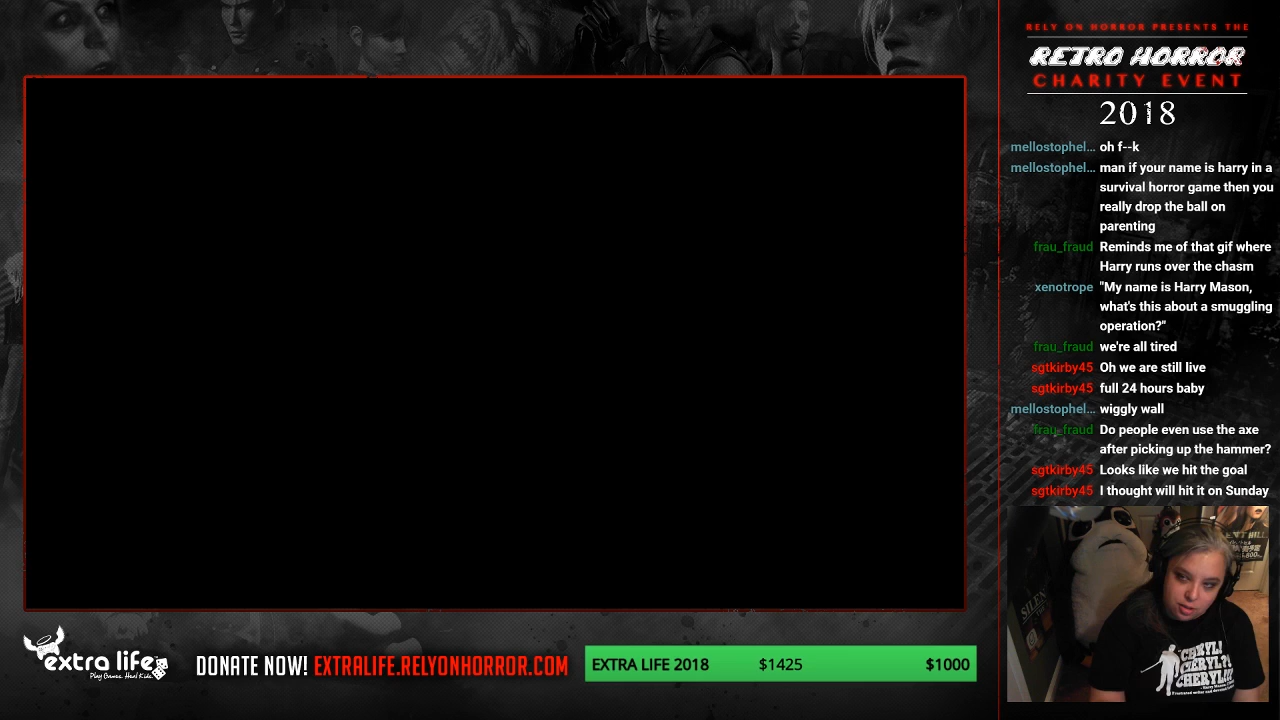 RELY ON HORROR PRESENTS THE
RETRO HORROR
CHARITY EVENT
2018
mellostophel... oh f--k
mellostophel... man if your name is harry in a
survival horror game then you
really drop the ball on
parenting
frau_fraud Reminds me of that gif where
Harry runs over the chasm
xenotrope "My name is Harry Mason,
what's this about a smuggling
operation?"
frau_fraud we're all tired
sgtkirby45 Oh we are still live
sgtkirby45 full 24 hours baby
mellostophel... wiggly wall
frau_fraud Do people even use the axe
after picking up the hammer?
sgtkirby45 Looks like we hit the goal
sgtkirby45 I thought will hit it on Sunday
SILEN
CHERYL!
CHERYL?!
CHERYL!!!
extra life
Play Games. Heal Kids.
DONATE NOW! EXTRALIFE.RELYONHORROR.COM
EXTRA LIFE 2018 $1425 $1000